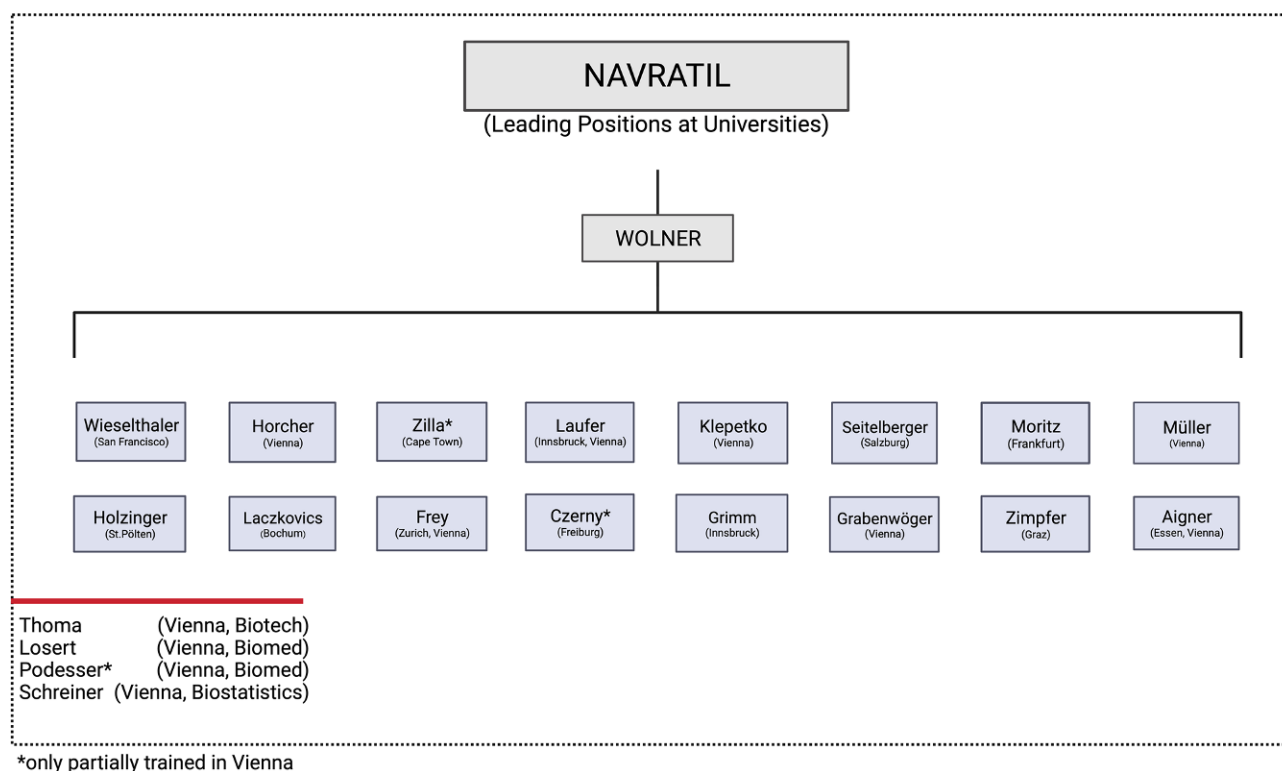 NAVRATIL
(Leading Positions at Universities)
WOLNER
Wieselthaler
(San Francisco)
Horcher
(Vienna)
Zilla*
(Cape Town)
Laufer
(Innsbruck, Vienna)
Klepetko
(Vienna)
Seitelberger
(Salzburg)
Moritz
(Frankfurt)
Müller
(Vienna)
Holzinger
(St.Pölten)
Laczkovics
(Bochum)
Frey
(Zurich, Vienna)
Czerny*
(Freiburg)
Grimm
(Innsbruck)
Grabenwöger
(Vienna)
Zimpfer
(Graz)
Aigner
(Essen, Vienna)
Thoma (Vienna, Biotech)
Losert (Vienna, Biomed)
Podesser* (Vienna, Biomed)
Schreiner (Vienna, Biostatistics)
*only partially trained in Vienna